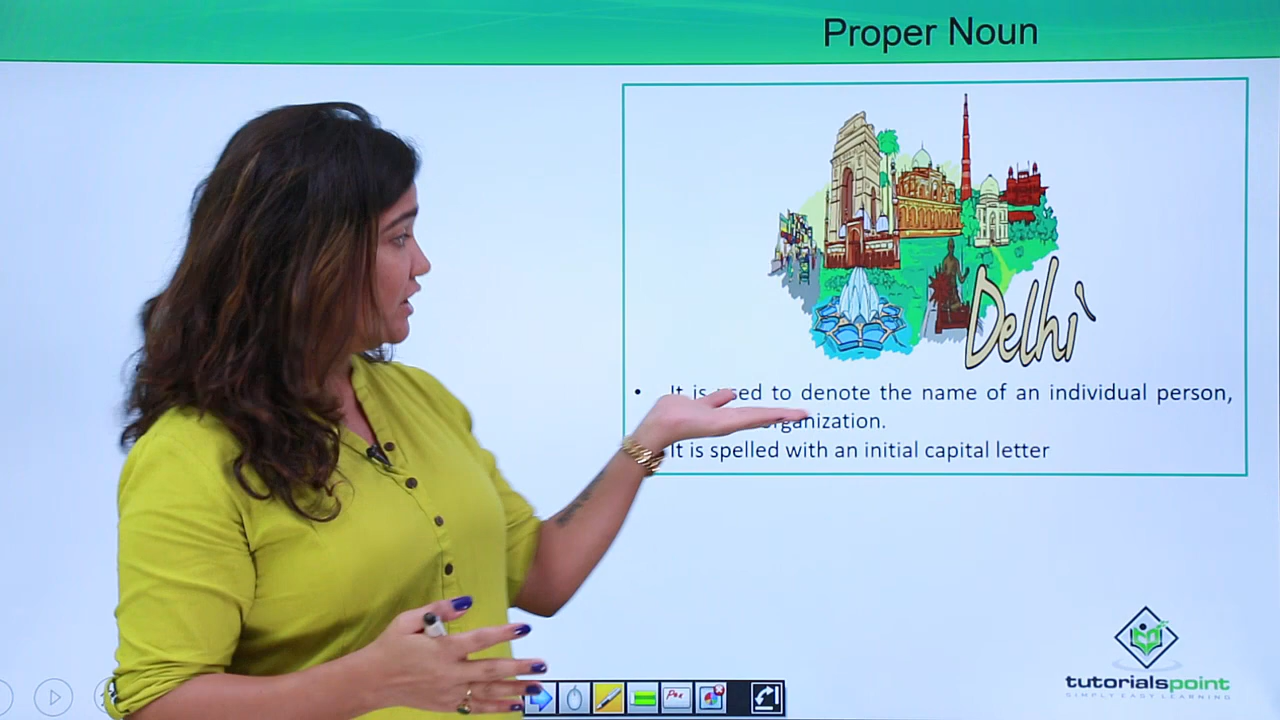 Proper Noun
Delhi
• It is used to denote the name of an individual person,
organization.
It is spelled with an initial capital letter
tutorialspoint
SIMPLY EASY LEARNING
Pen